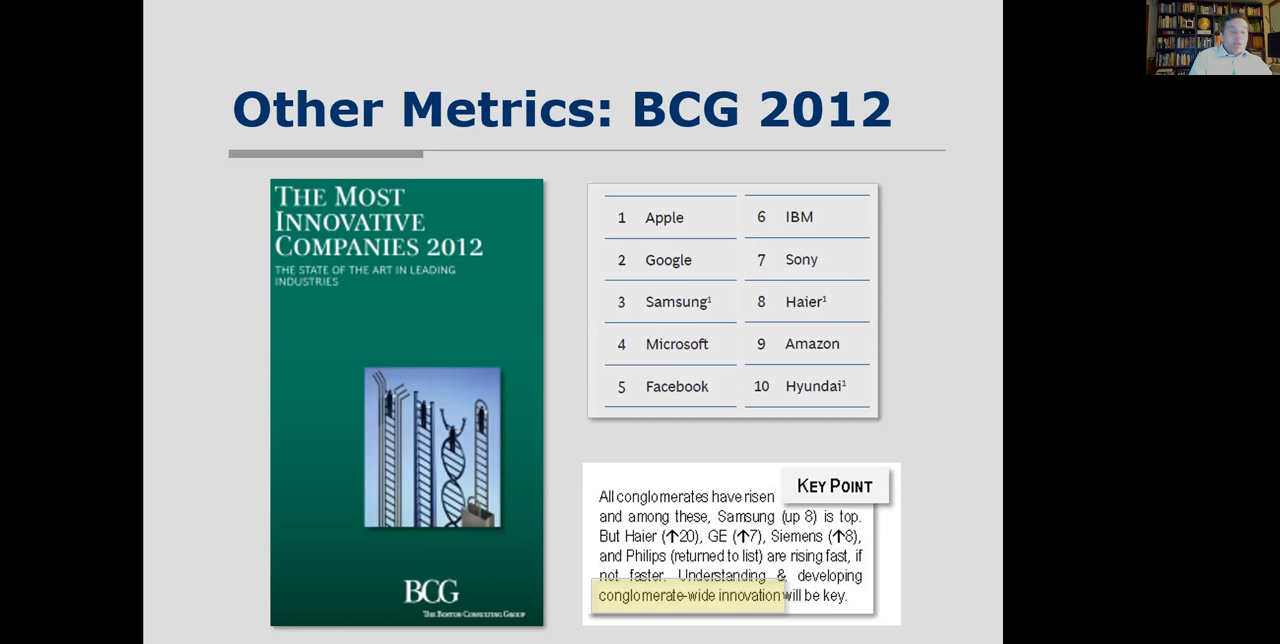 Other Metrics: BCG 2012
THE MOST
INNOVATIVE
COMPANIES 2012
THE STATE OF THE ART IN LEADING
INDUSTRIES
BCG
THE BOSTON CONSULTING GROUP
1 Apple
2 Google
3 Samsung¹
4 Microsoft
5 Facebook
6 IBM
7 Sony
8 Haier¹
9 Amazon
10 Hyundai¹
KEY POINT
All conglomerates have risen
and among these, Samsung (up 8) is top.
But Haier (↑20), GE (↑7), Siemens (↑8),
and Philips (returned to list) are rising fast, if
not faster. Understanding & developing
conglomerate-wide innovation will be key.